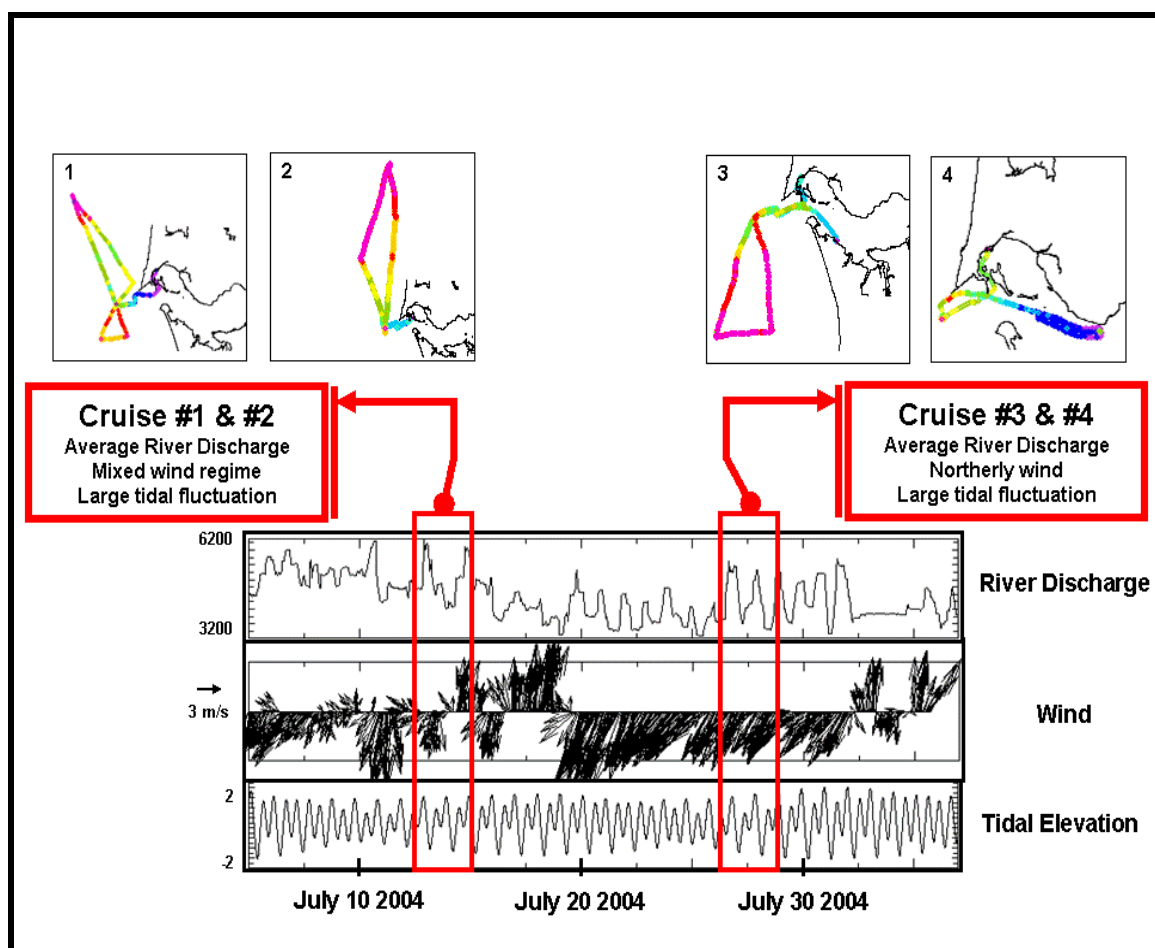 1
2
3
4
Cruise #1 & #2
Average River Discharge
Mixed wind regime
Large tidal fluctuation
Cruise #3 & #4
Average River Discharge
Northerly wind
Large tidal fluctuation
6200
3200
River Discharge
3 m/s
Wind
2
-2
Tidal Elevation
July 10 2004
July 20 2004
July 30 2004